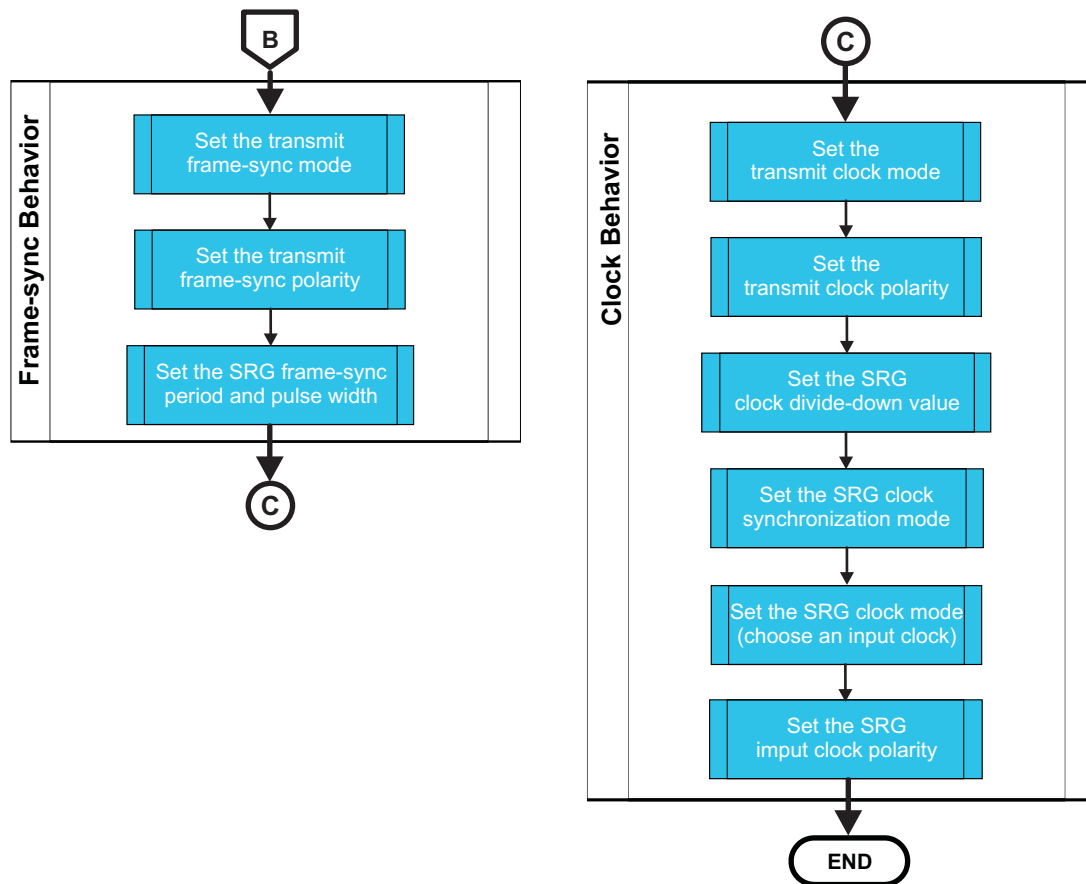 B
Frame-sync Behavior
Set the transmit
frame-sync mode
Set the transmit
frame-sync polarity
Set the SRG frame-sync
period and pulse width
C
C
Clock Behavior
Set the
transmit clock mode
Set the
transmit clock polarity
Set the SRG
clock divide-down value
Set the SRG clock
synchronization mode
Set the SRG clock mode
(choose an input clock)
Set the SRG
imput clock polarity
END